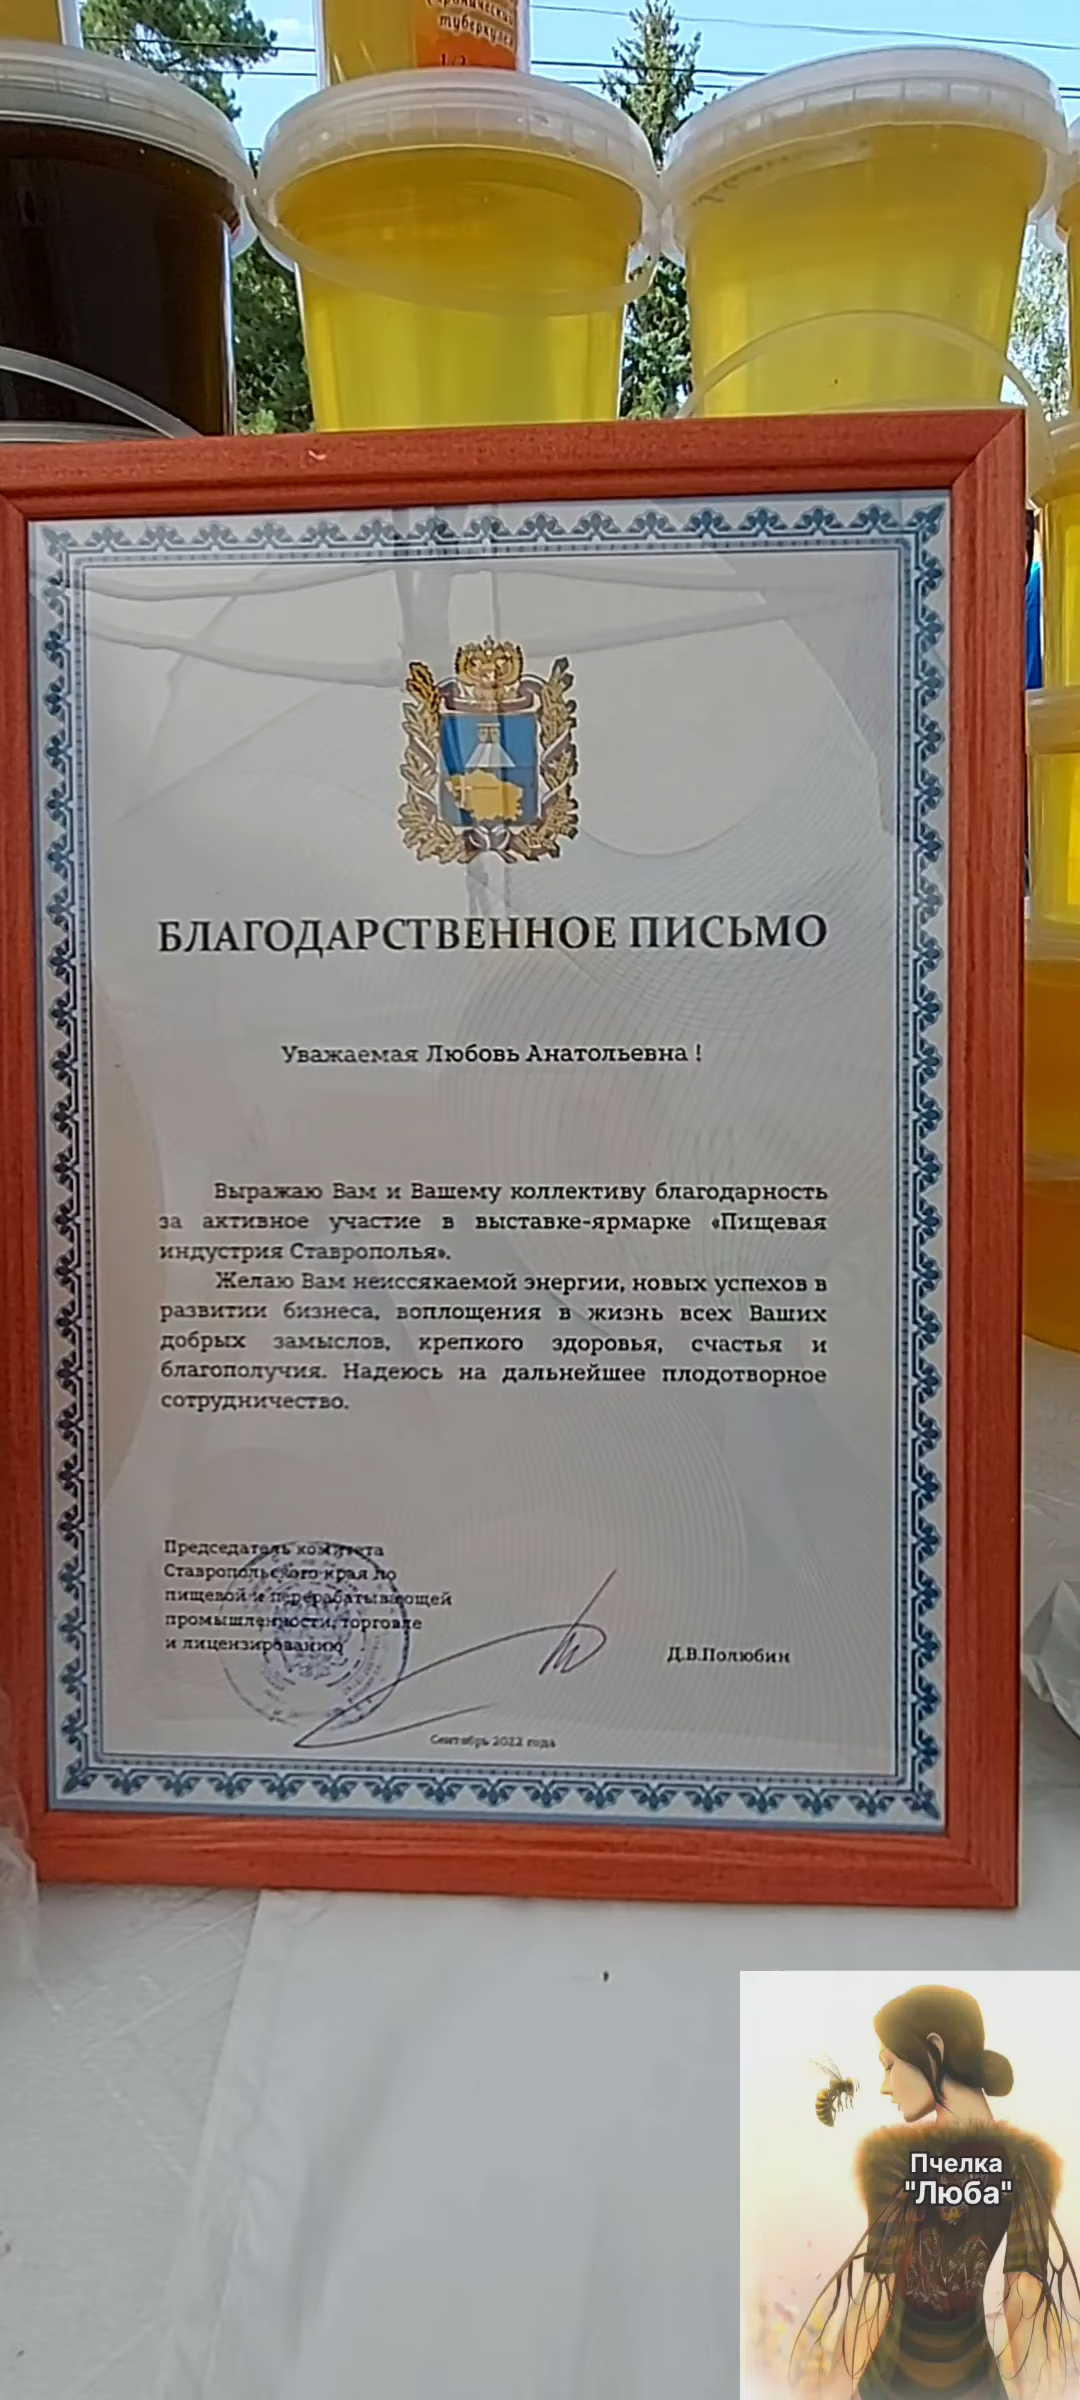 туберкулез
БЛАГОДАРСТВЕННОЕ ПИСЬМО
Уважаемая Любовь Анатольевна !
Выражаю Вам и Вашему коллективу благодарность
за активное участие в выставке-ярмарке «Пищевая
индустрия Ставрополья».
Желаю Вам неиссякаемой энергии, новых успехов в
развитии бизнеса, воплощения в жизнь всех Ваших
добрых замыслов, крепкого здоровья, счастья и
благополучия. Надеюсь на дальнейшее плодотворное
сотрудничество.
Председатель комитета
Ставропольского края по
пищевой и перерабатывающей
промышленности, торговле
и лицензированию
Д.В.Полюбин
Сентябрь 2022 года
Пчелка
"Люба"